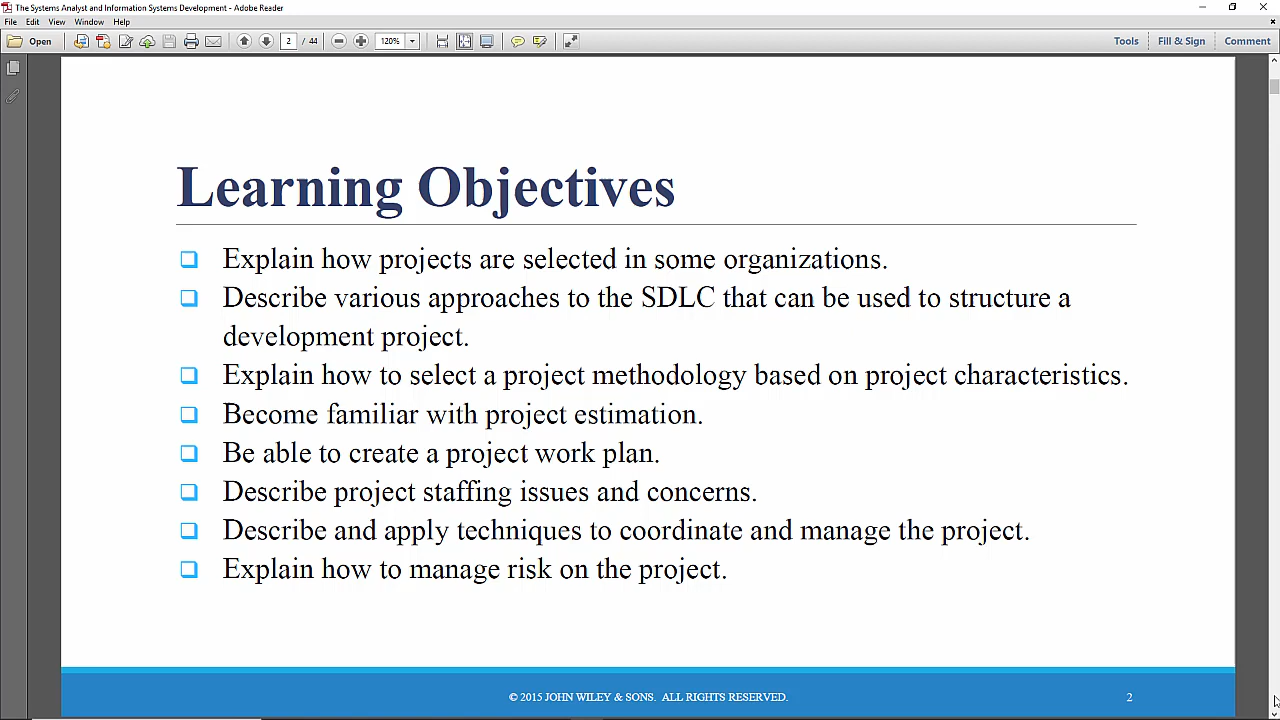 The Systems Analyst and Information Systems Development - Adobe Reader
File Edit View Window Help
Open 2 / 44 120% Tools Fill & Sign Comment
Learning Objectives
Explain how projects are selected in some organizations.
Describe various approaches to the SDLC that can be used to structure a
development project.
Explain how to select a project methodology based on project characteristics.
Become familiar with project estimation.
Be able to create a project work plan.
Describe project staffing issues and concerns.
Describe and apply techniques to coordinate and manage the project.
Explain how to manage risk on the project.
© 2015 JOHN WILEY & SONS. ALL RIGHTS RESERVED. 2